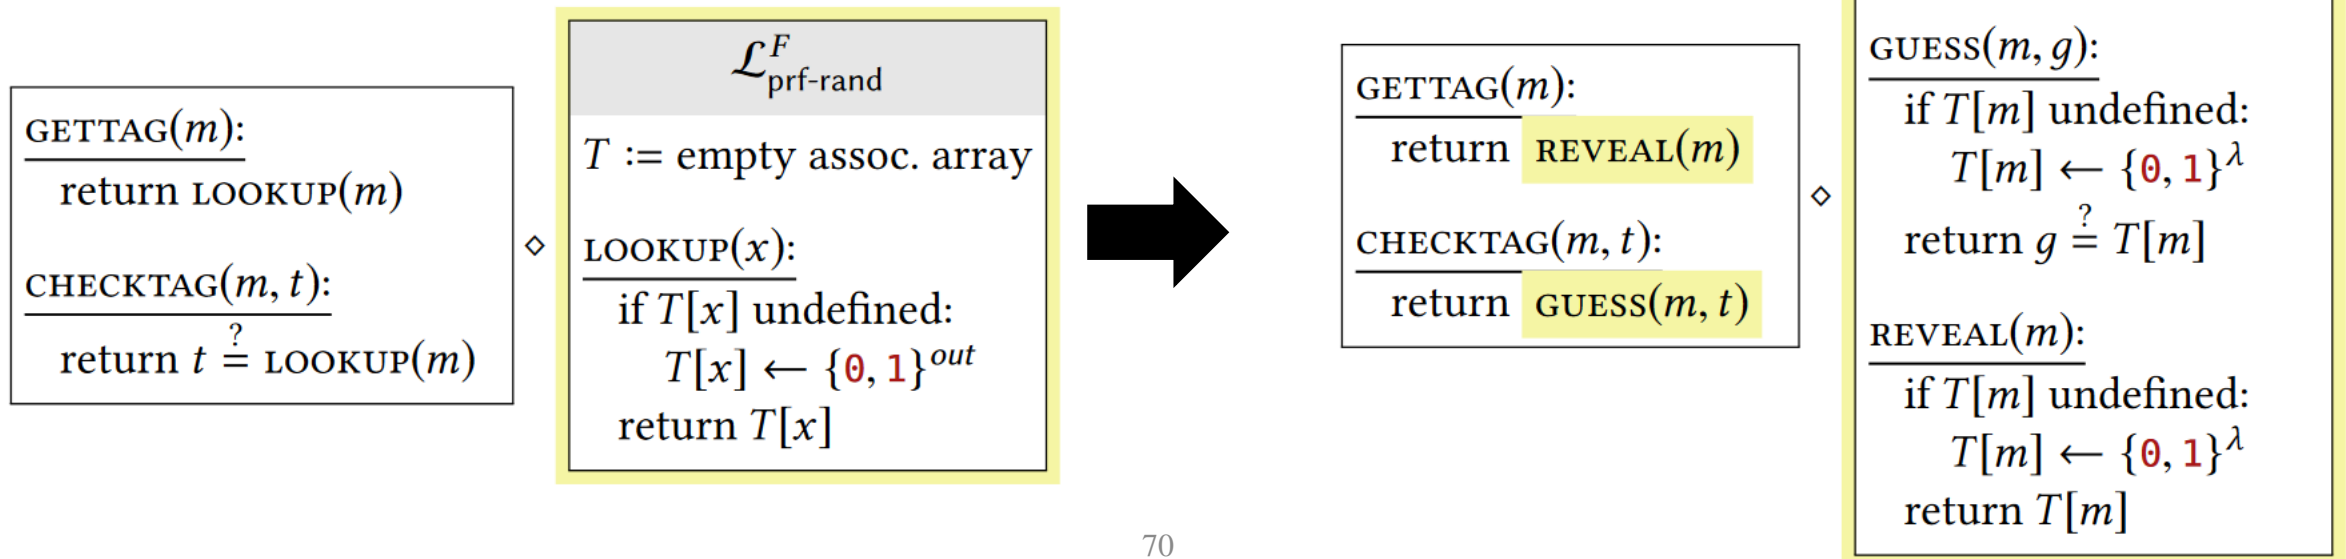 GETTAG(m):
return LOOKUP(m)
CHECKTAG(m, t):
return t ≟ LOOKUP(m)
⋄
𝓛^F_prf-rand
T := empty assoc. array
LOOKUP(x):
if T[x] undefined:
T[x] ← {0, 1}^out
return T[x]
GETTAG(m):
return REVEAL(m)
CHECKTAG(m, t):
return GUESS(m, t)
⋄
GUESS(m, g):
if T[m] undefined:
T[m] ← {0, 1}^λ
return g ≟ T[m]
REVEAL(m):
if T[m] undefined:
T[m] ← {0, 1}^λ
return T[m]
70